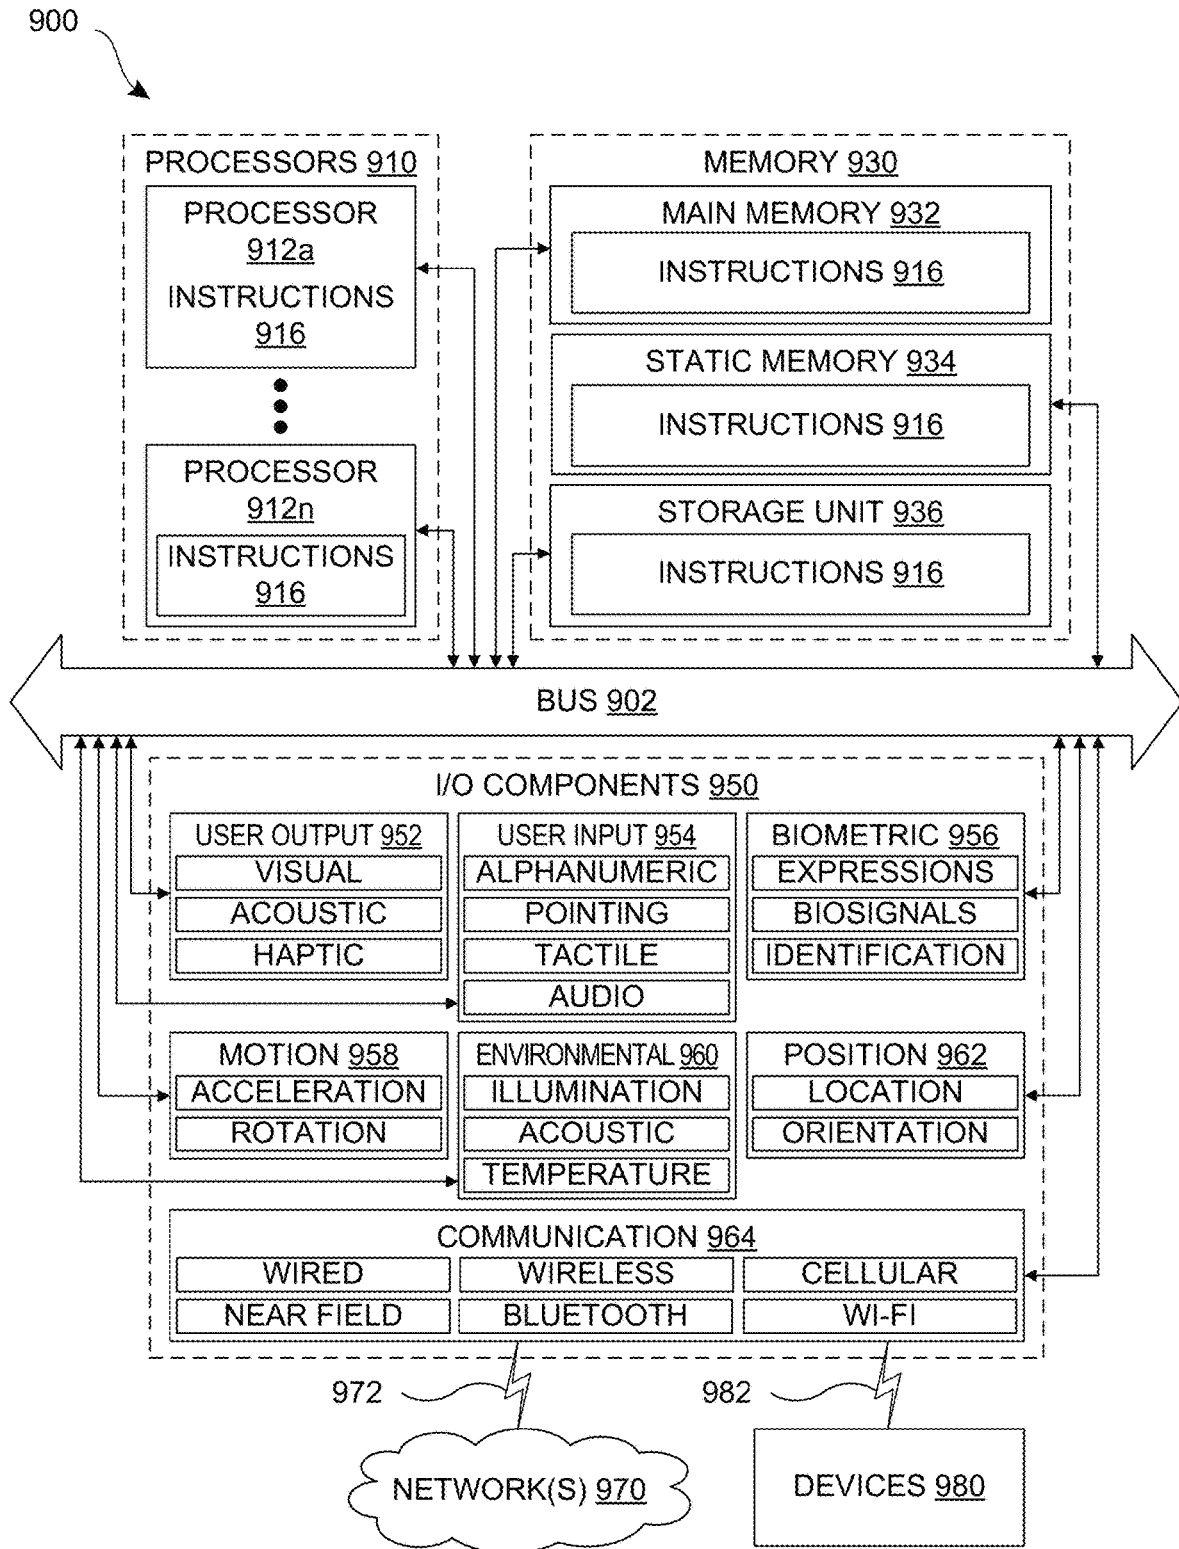 900
PROCESSORS 910
PROCESSOR
912a
INSTRUCTIONS
916
PROCESSOR
912n
INSTRUCTIONS
916
MEMORY 930
MAIN MEMORY 932
INSTRUCTIONS 916
STATIC MEMORY 934
INSTRUCTIONS 916
STORAGE UNIT 936
INSTRUCTIONS 916
BUS 902
I/O COMPONENTS 950
USER OUTPUT 952
VISUAL
ACOUSTIC
HAPTIC
USER INPUT 954
ALPHANUMERIC
POINTING
TACTILE
AUDIO
BIOMETRIC 956
EXPRESSIONS
BIOSIGNALS
IDENTIFICATION
MOTION 958
ACCELERATION
ROTATION
ENVIRONMENTAL 960
ILLUMINATION
ACOUSTIC
TEMPERATURE
POSITION 962
LOCATION
ORIENTATION
COMMUNICATION 964
WIRED
WIRELESS
CELLULAR
NEAR FIELD
BLUETOOTH
WI-FI
972
982
NETWORK(S) 970
DEVICES 980